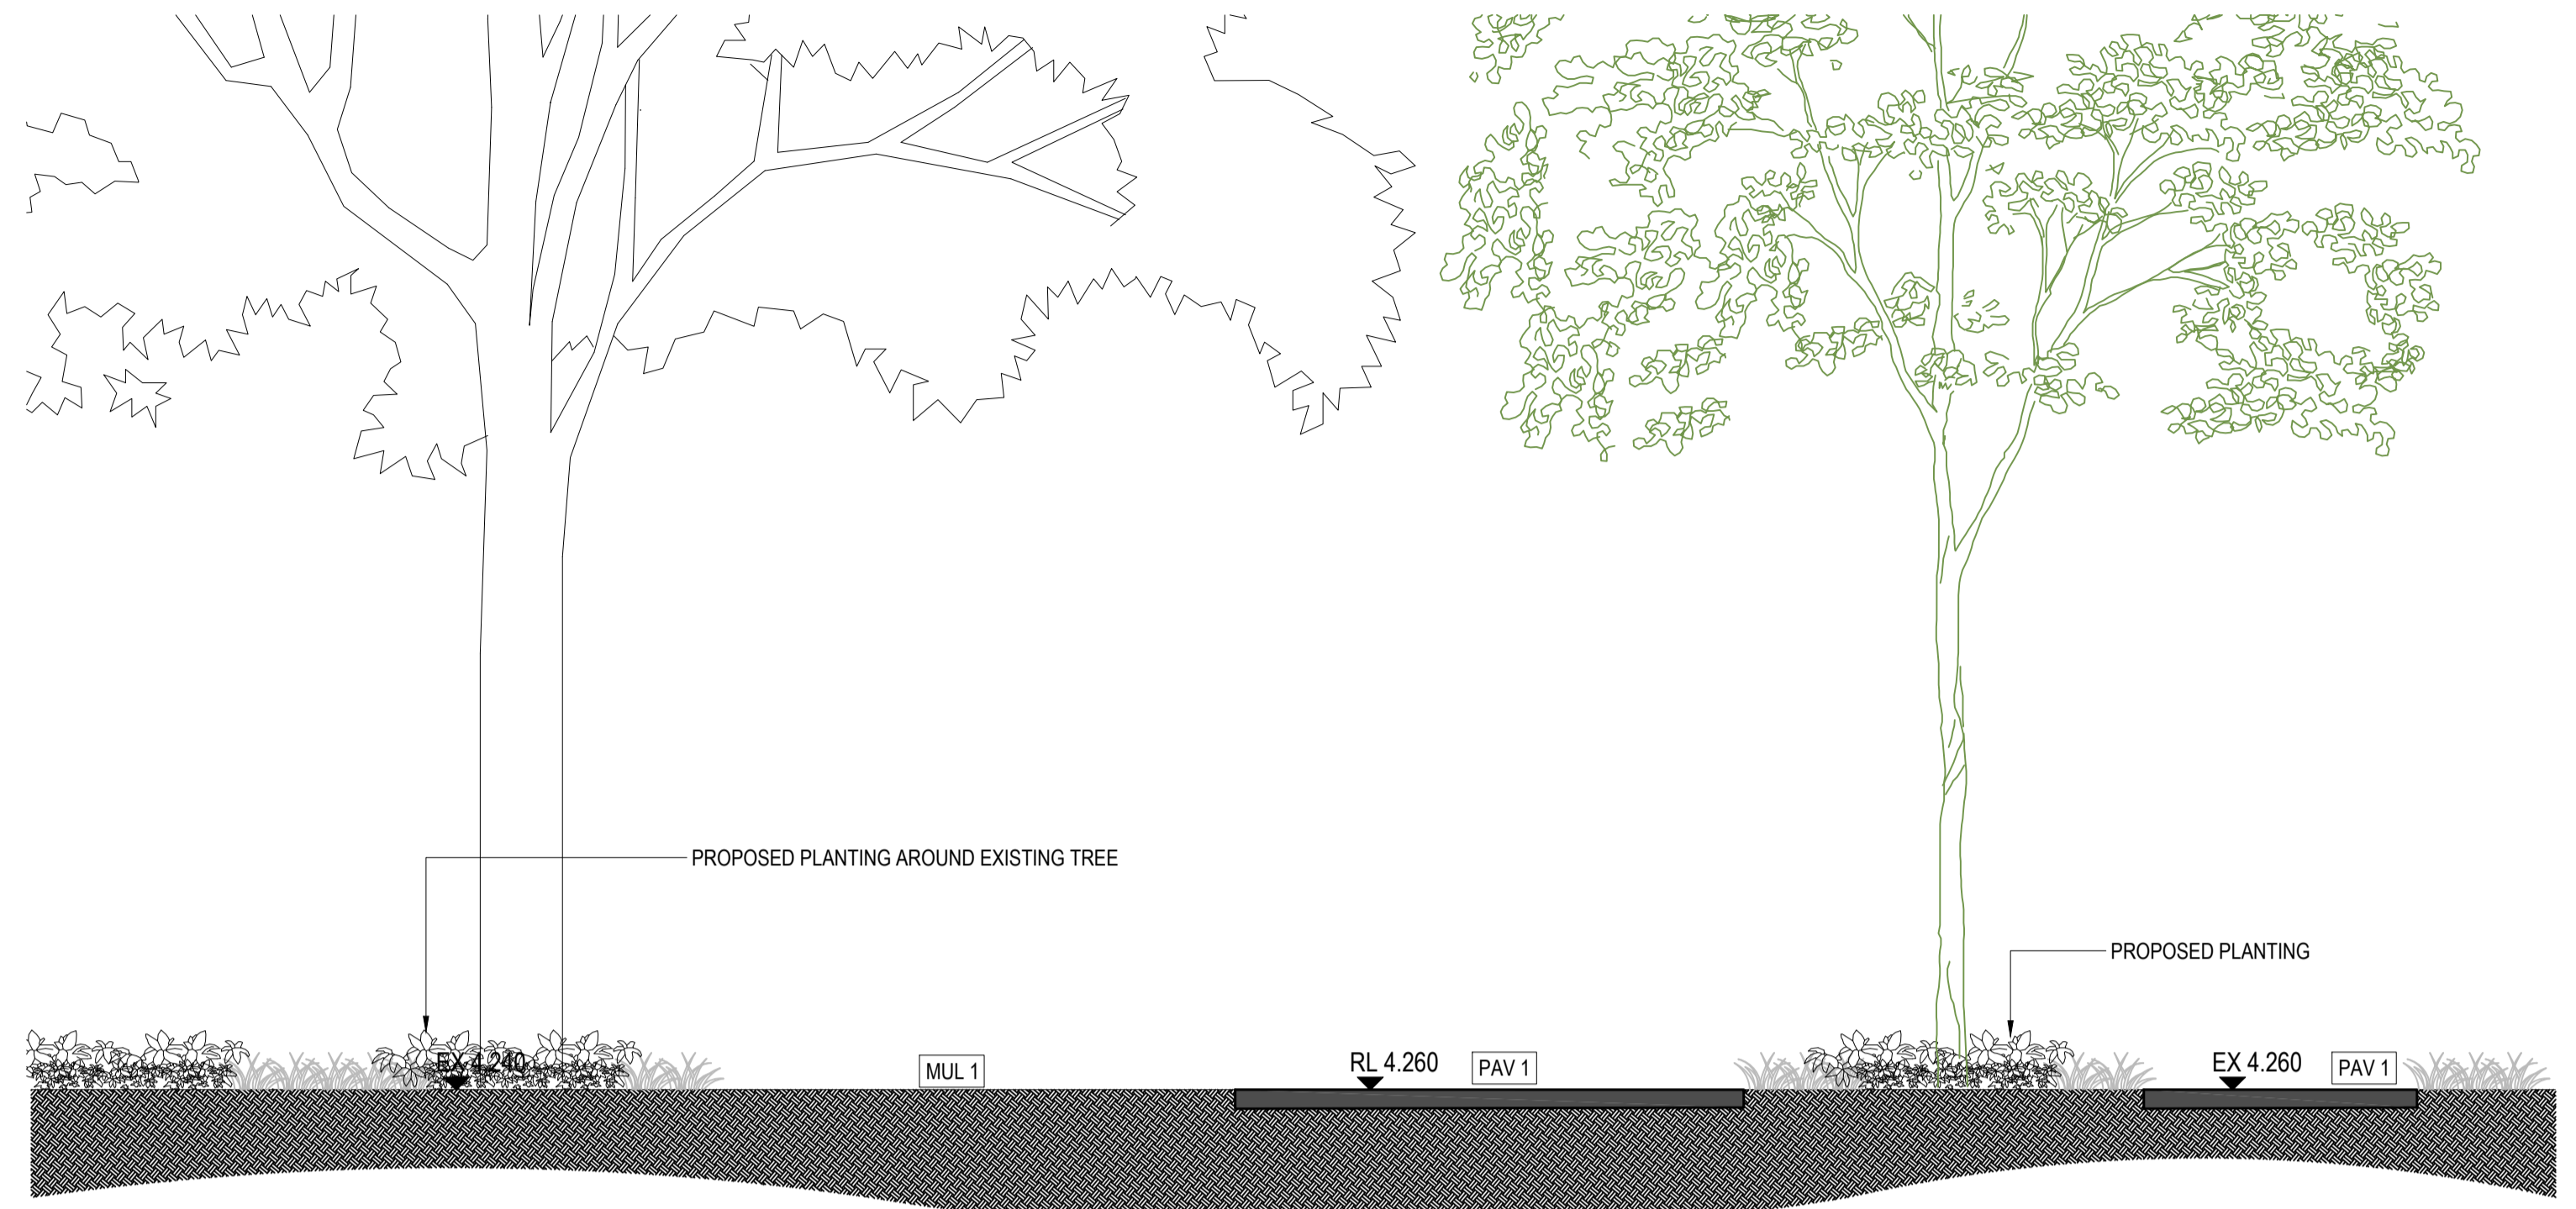 PROPOSED PLANTING AROUND EXISTING TREE
PROPOSED PLANTING
EX 4.240
MUL 1
RL 4.260
PAV 1
EX 4.260
PAV 1